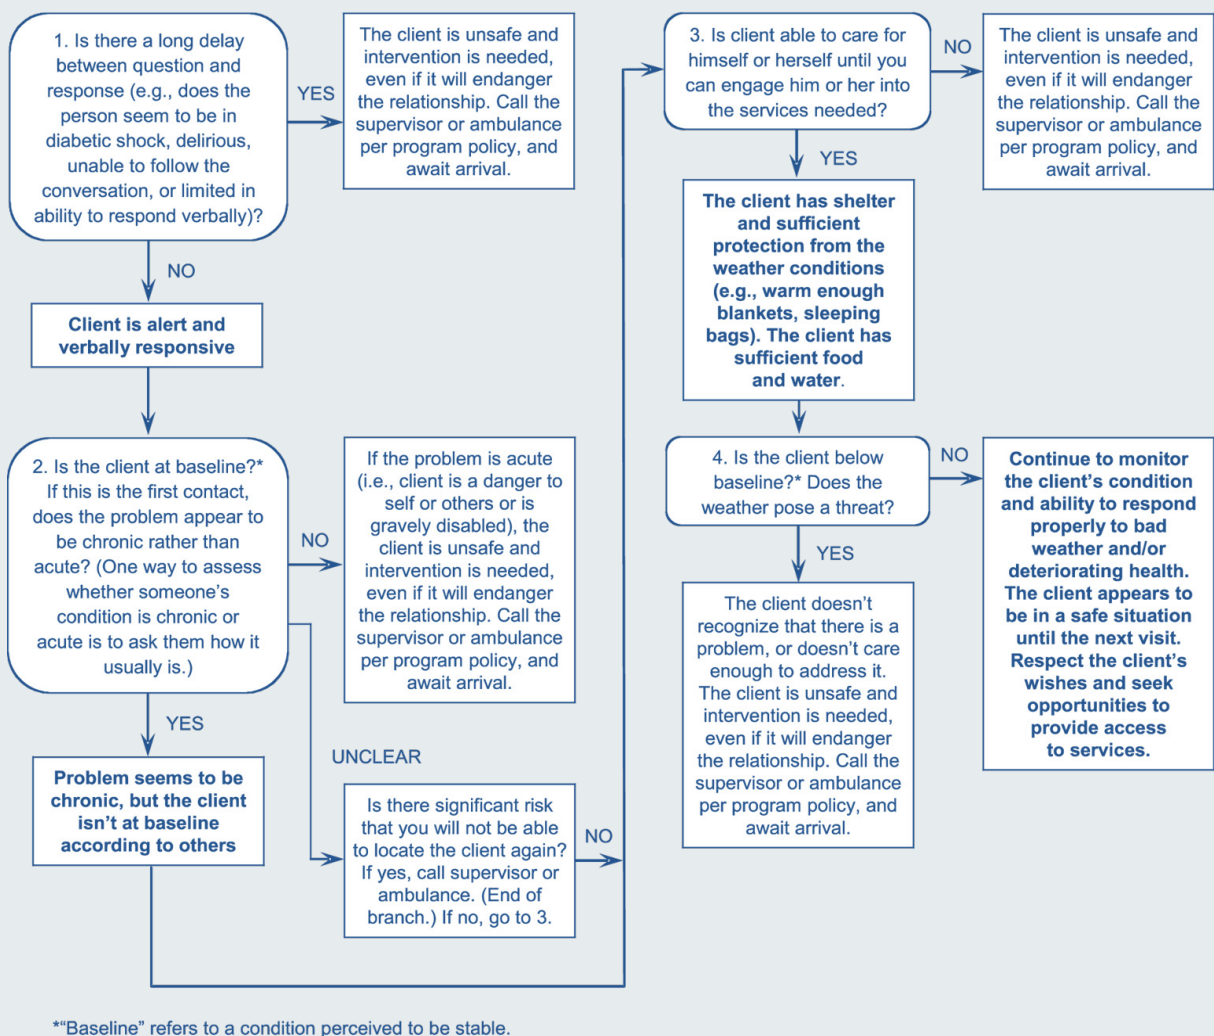 1. Is there a long delay
between question and
response (e.g., does the
person seem to be in
diabetic shock, delirious,
unable to follow the
conversation, or limited in
ability to respond verbally)?
YES
The client is unsafe and
intervention is needed,
even if it will endanger
the relationship. Call the
supervisor or ambulance
per program policy, and
await arrival.
NO
Client is alert and
verbally responsive
2. Is the client at baseline?*
If this is the first contact,
does the problem appear to
be chronic rather than
acute? (One way to assess
whether someone's
condition is chronic or
acute is to ask them how it
usually is.)
NO
If the problem is acute
(i.e., client is a danger to
self or others or is
gravely disabled), the
client is unsafe and
intervention is needed,
even if it will endanger
the relationship. Call the
supervisor or ambulance
per program policy, and
await arrival.
YES
Problem seems to be
chronic, but the client
isn't at baseline
according to others
UNCLEAR
Is there significant risk
that you will not be able
to locate the client again?
If yes, call supervisor or
ambulance. (End of
branch.) If no, go to 3.
NO
3. Is client able to care for
himself or herself until you
can engage him or her into
the services needed?
NO
The client is unsafe and
intervention is needed,
even if it will endanger
the relationship. Call the
supervisor or ambulance
per program policy, and
await arrival.
YES
The client has shelter
and sufficient
protection from the
weather conditions
(e.g., warm enough
blankets, sleeping
bags). The client has
sufficient food
and water.
4. Is the client below
baseline?* Does the
weather pose a threat?
NO
Continue to monitor
the client's condition
and ability to respond
properly to bad
weather and/or
deteriorating health.
The client appears to
be in a safe situation
until the next visit.
Respect the client's
wishes and seek
opportunities to
provide access
to services.
YES
The client doesn't
recognize that there is a
problem, or doesn't care
enough to address it.
The client is unsafe and
intervention is needed,
even if it will endanger
the relationship. Call the
supervisor or ambulance
per program policy, and
await arrival.
*"Baseline" refers to a condition perceived to be stable.